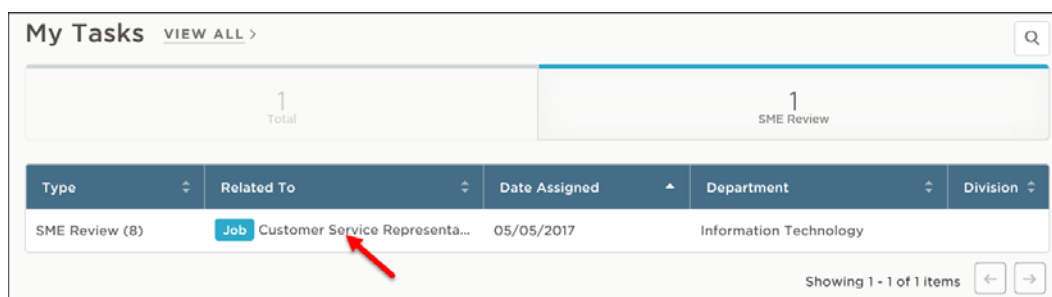 My Tasks VIEW ALL >
1
Total
1
SME Review
Type Related To Date Assigned Department Division
SME Review (8) Job Customer Service Representa... 05/05/2017 Information Technology
Showing 1 - 1 of 1 items